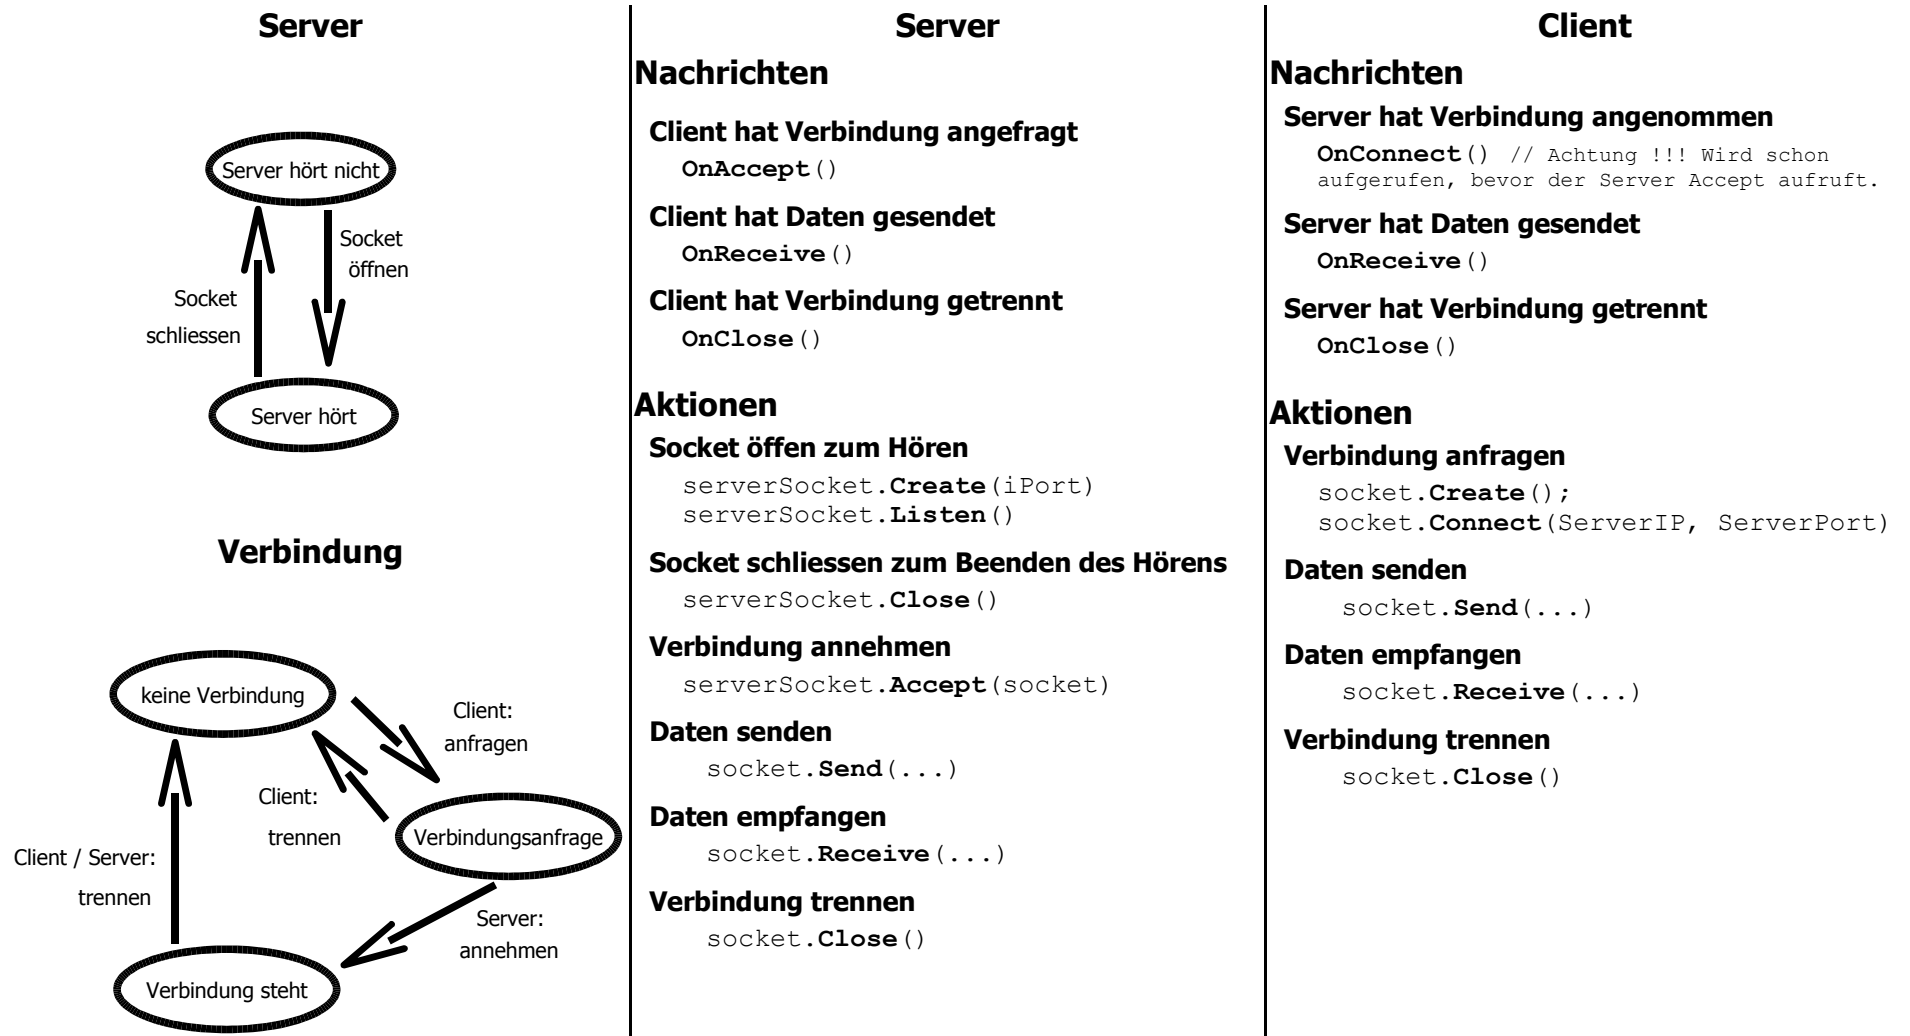 Server
Server hört nicht
Socket
öffnen
Socket
schliessen
Server hört
Verbindung
keine Verbindung
Client:
anfragen
Client:
trennen
Verbindungsanfrage
Client / Server:
trennen
Server:
annehmen
Verbindung steht
Server
Nachrichten
Client hat Verbindung angefragt
OnAccept()
Client hat Daten gesendet
OnReceive()
Client hat Verbindung getrennt
OnClose()
Aktionen
Socket öffen zum Hören
serverSocket.Create(iPort)
serverSocket.Listen()
Socket schliessen zum Beenden des Hörens
serverSocket.Close()
Verbindung annehmen
serverSocket.Accept(socket)
Daten senden
socket.Send(...)
Daten empfangen
socket.Receive(...)
Verbindung trennen
socket.Close()
Client
Nachrichten
Server hat Verbindung angenommen
OnConnect() // Achtung !!! Wird schon
aufgerufen, bevor der Server Accept aufruft.
Server hat Daten gesendet
OnReceive()
Server hat Verbindung getrennt
OnClose()
Aktionen
Verbindung anfragen
socket.Create();
socket.Connect(ServerIP, ServerPort)
Daten senden
socket.Send(...)
Daten empfangen
socket.Receive(...)
Verbindung trennen
socket.Close()